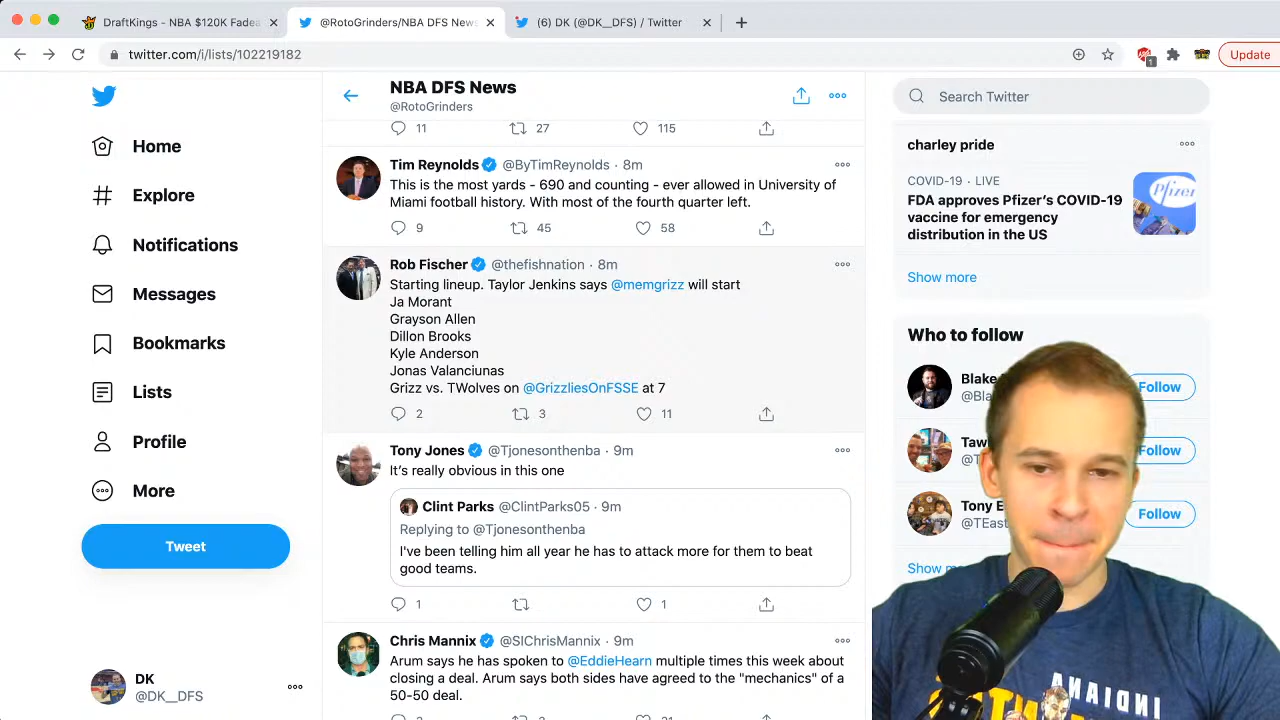 DraftKings - NBA $120K Fadea
@RotoGrinders/NBA DFS News
(6) DK (@DK__DFS) / Twitter
twitter.com/i/lists/102219182
1
Update
Home
Explore
Notifications
Messages
Bookmarks
Lists
Profile
More
Tweet
DK
@DK__DFS
NBA DFS News
@RotoGrinders
11 27 115
Tim Reynolds @ByTimReynolds · 8m
This is the most yards - 690 and counting - ever allowed in University of
Miami football history. With most of the fourth quarter left.
9 45 58
Rob Fischer @thefishnation · 8m
Starting lineup. Taylor Jenkins says @memgrizz will start
Ja Morant
Grayson Allen
Dillon Brooks
Kyle Anderson
Jonas Valanciunas
Grizz vs. TWolves on @GrizzliesOnFSSE at 7
2 3 11
Tony Jones @Tjonesonthenba · 9m
It's really obvious in this one
Clint Parks @ClintParks05 · 9m
Replying to @Tjonesonthenba
I've been telling him all year he has to attack more for them to beat
good teams.
1 1
Chris Mannix @SIChrisMannix · 9m
Arum says he has spoken to @EddieHearn multiple times this week about
closing a deal. Arum says both sides have agreed to the "mechanics" of a
50-50 deal.
Search Twitter
charley pride
COVID-19 · LIVE
FDA approves Pfizer's COVID-19
vaccine for emergency
distribution in the US
Pfizer
Show more
Who to follow
Blake
@Bla
Follow
Taw
@T
Follow
Tony E
@TEast
Follow
Show mo
INDIANA